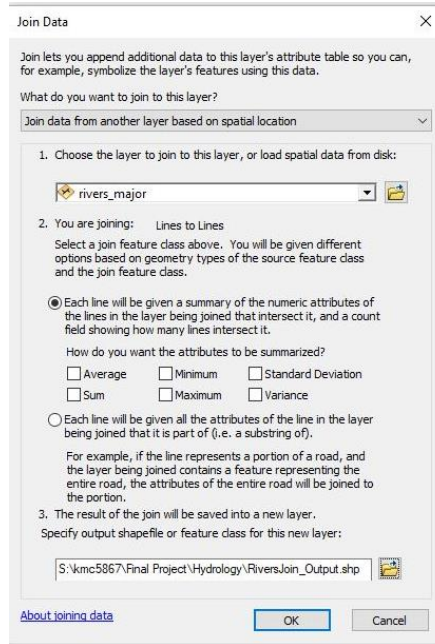 Join Data
Join lets you append additional data to this layer's attribute table so you can,
for example, symbolize the layer's features using this data.
What do you want to join to this layer?
Join data from another layer based on spatial location
1. Choose the layer to join to this layer, or load spatial data from disk:
rivers_major
2. You are joining: Lines to Lines
Select a join feature class above. You will be given different
options based on geometry types of the source feature class
and the join feature class.
Each line will be given a summary of the numeric attributes of
the lines in the layer being joined that intersect it, and a count
field showing how many lines intersect it.
How do you want the attributes to be summarized?
Average Minimum Standard Deviation
Sum Maximum Variance
Each line will be given all the attributes of the line in the layer
being joined that it is part of (i.e. a substring of).
For example, if the line represents a portion of a road, and
the layer being joined contains a feature representing the
entire road, the attributes of the entire road will be joined to
the portion.
3. The result of the join will be saved into a new layer.
Specify output shapefile or feature class for this new layer:
S:\kmc5867\Final Project\Hydrology\RiversJoin_Output.shp
About joining data OK Cancel